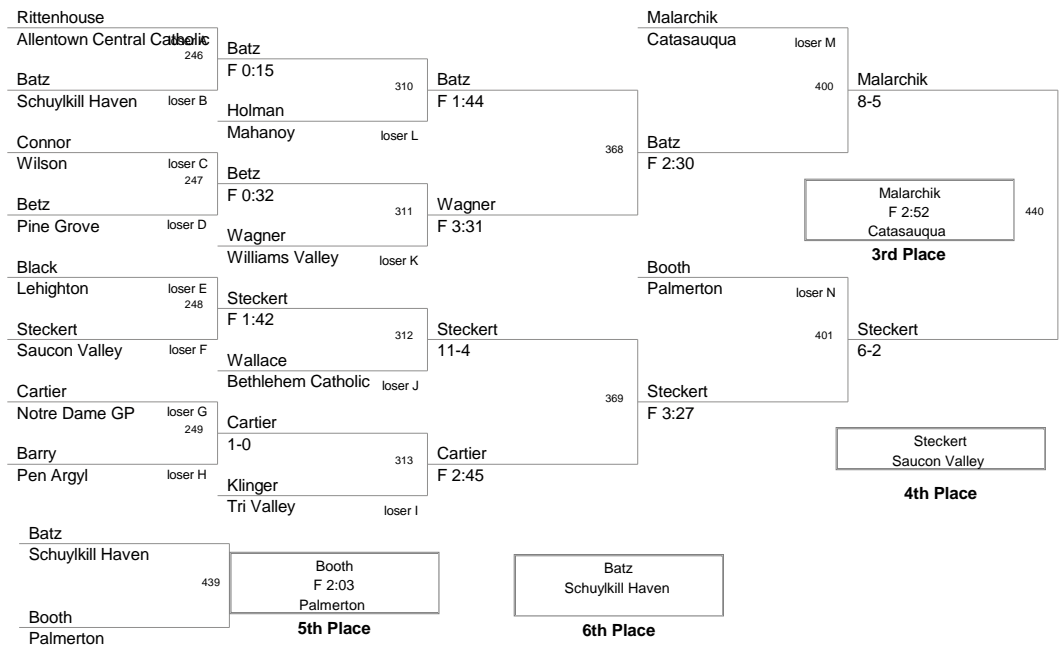 Rittenhouse
Allentown Central Catholic
loser A
246
Batz
Schuylkill Haven
loser B
Connor
Wilson
loser C
247
Betz
Pine Grove
loser D
Black
Lehighton
loser E
248
Steckert
Saucon Valley
loser F
Cartier
Notre Dame GP
loser G
249
Barry
Pen Argyl
loser H
Batz
F 0:15
310
Holman
Mahanoy
loser L
Betz
F 0:32
311
Wagner
Williams Valley
loser K
Steckert
F 1:42
312
Wallace
Bethlehem Catholic
loser J
Cartier
1-0
313
Klinger
Tri Valley
loser I
Batz
F 1:44
368
Wagner
F 3:31
Steckert
11-4
369
Cartier
F 2:45
Malarchik
Catasauqua
loser M
400
Batz
F 2:30
Booth
Palmerton
loser N
401
Steckert
F 3:27
Malarchik
8-5
440
Steckert
6-2
Malarchik
F 2:52
Catasauqua
3rd Place
Steckert
Saucon Valley
4th Place
Batz
Schuylkill Haven
439
Booth
Palmerton
Booth
F 2:03
Palmerton
5th Place
Batz
Schuylkill Haven
6th Place